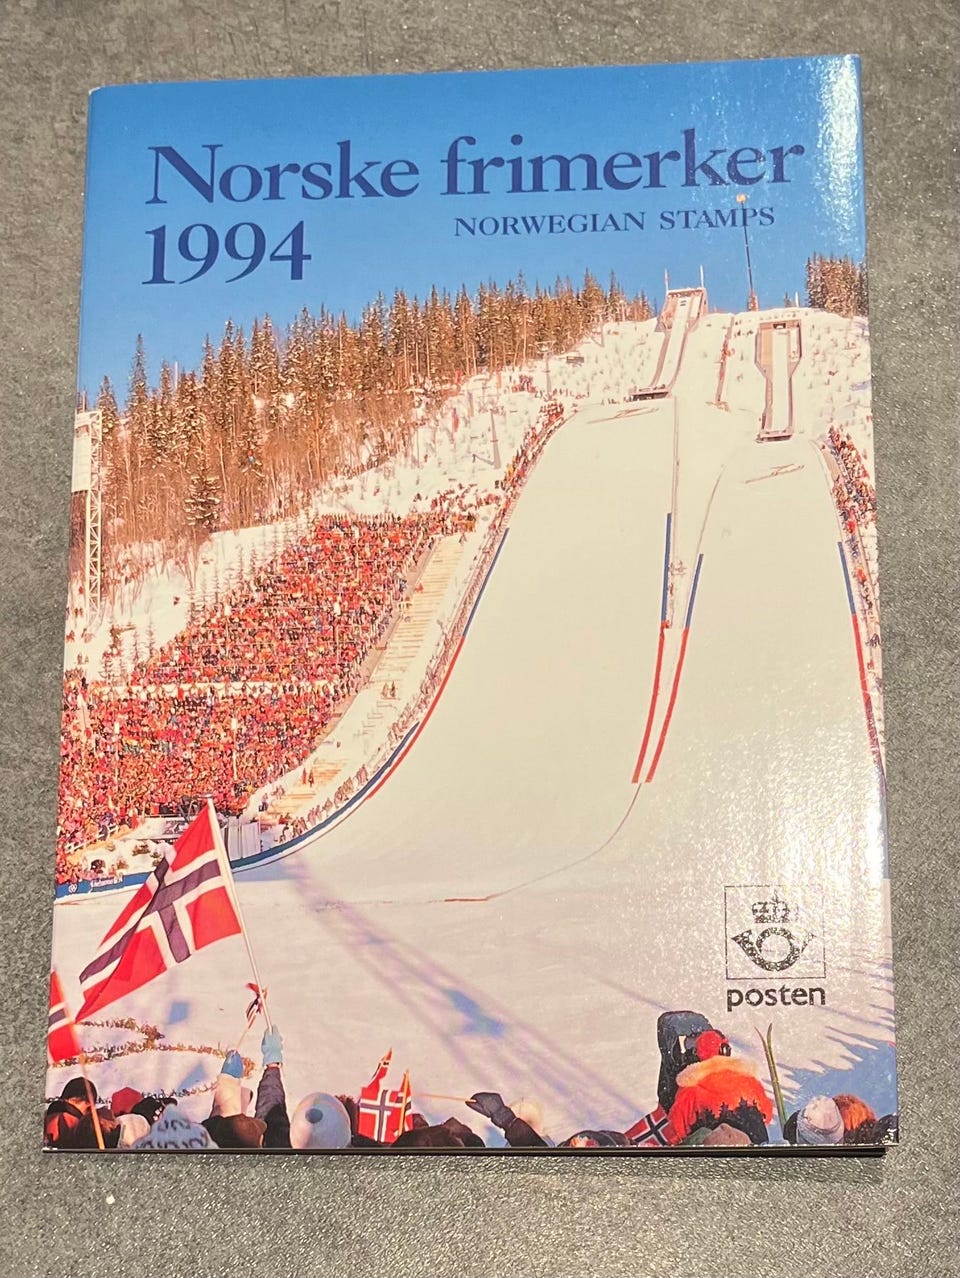 Norske frimerker
1994
NORWEGIAN STAMPS
posten